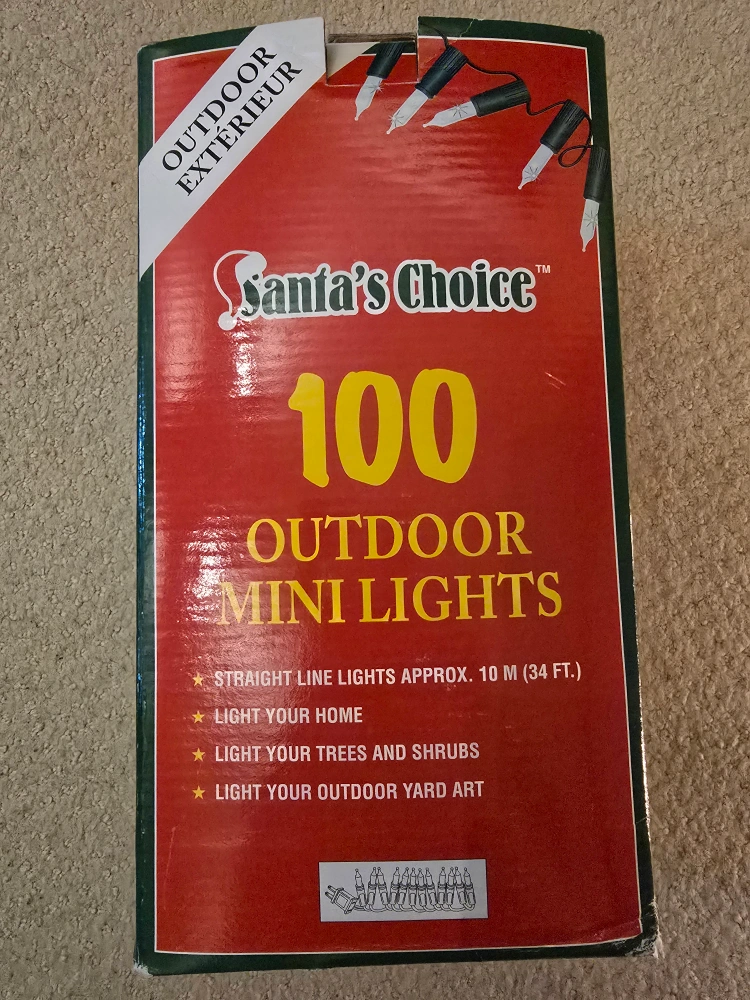 OUTDOOR
EXTÉRIEUR
Santa's Choice™
100
OUTDOOR
MINI LIGHTS
★ STRAIGHT LINE LIGHTS APPROX. 10 M (34 FT.)
★ LIGHT YOUR HOME
★ LIGHT YOUR TREES AND SHRUBS
★ LIGHT YOUR OUTDOOR YARD ART